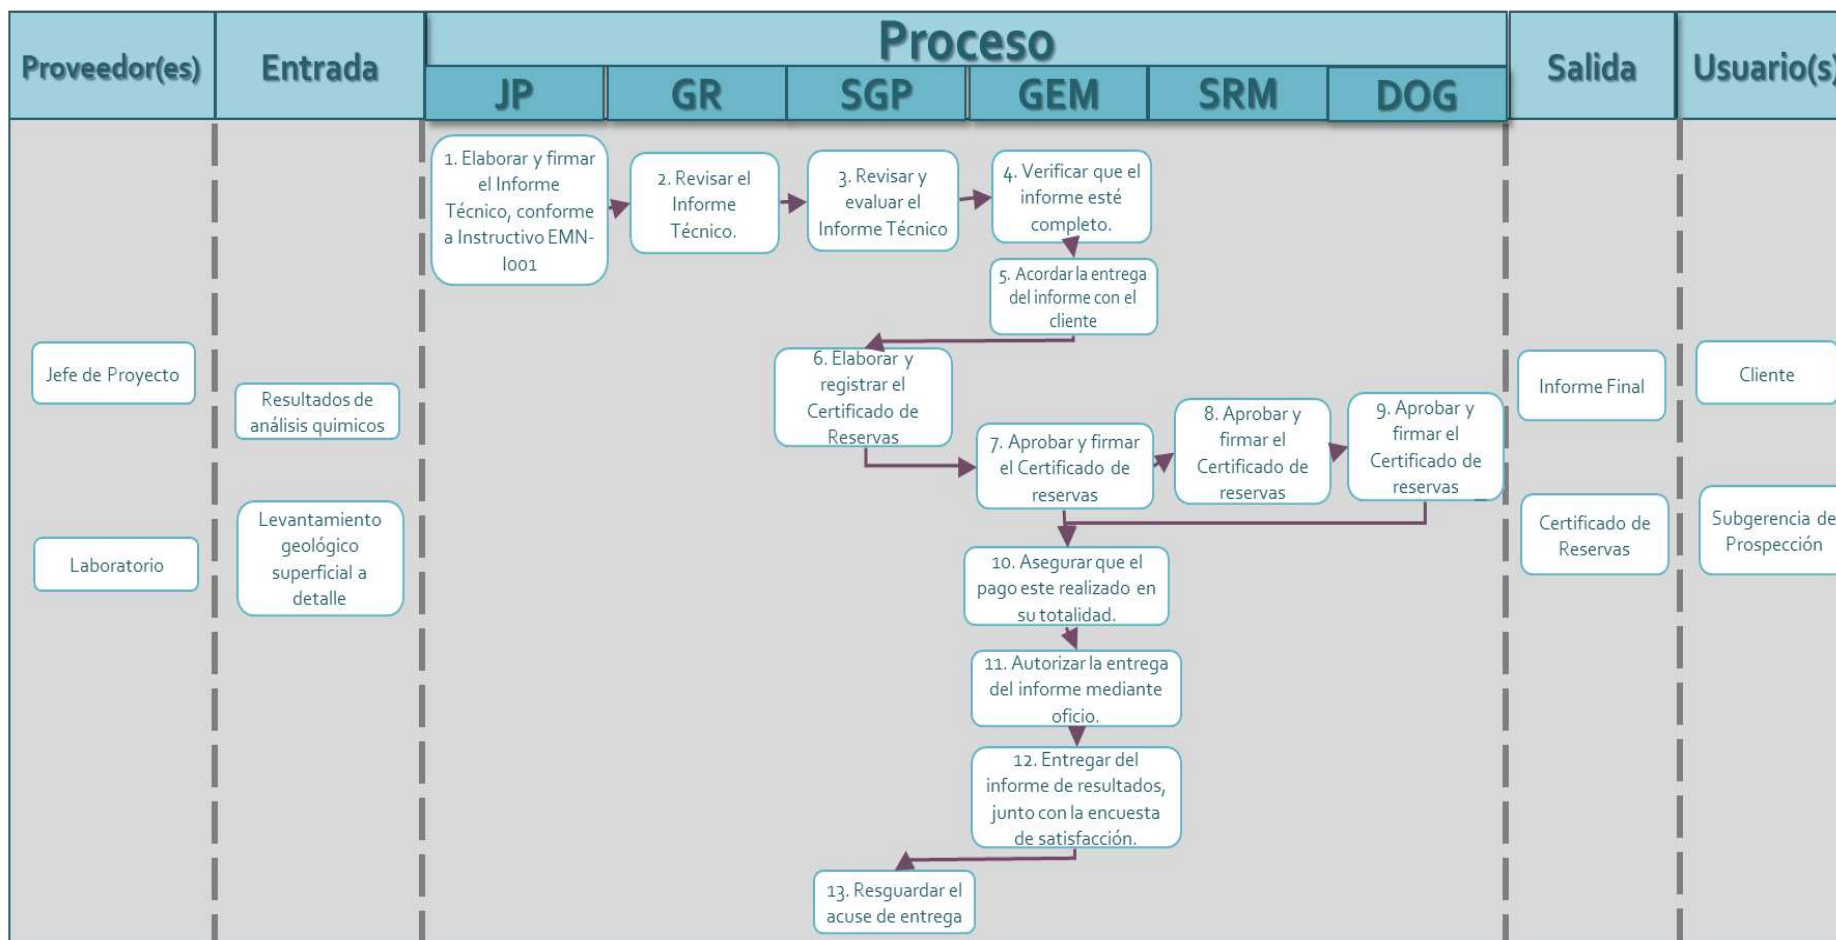 Proveedor(es)
Entrada
Proceso
Salida
Usuario(s)
JP
GR
SGP
GEM
SRM
DOG
1. Elaborar y firmar
el Informe
Técnico, conforme
a Instructivo EMN-
I001
2. Revisar el
Informe
Técnico.
3. Revisar y
evaluar el
Informe Técnico
4. Verificar que el
informe esté
completo.
5. Acordar la entrega
del informe con el
cliente
Jefe de Proyecto
Resultados de
análisis quimicos
6. Elaborar y
registrar el
Certificado de
Reservas
7. Aprobar y firmar
el Certificado de
reservas
8. Aprobar y
firmar el
Certificado de
reservas
9. Aprobar y
firmar el
Certificado de
reservas
Informe Final
Cliente
Laboratorio
Levantamiento
geológico
superficial a
detalle
Certificado de
Reservas
Subgerencia de
Prospección
10. Asegurar que el
pago este realizado en
su totalidad.
11. Autorizar la entrega
del informe mediante
oficio.
12. Entregar del
informe de resultados,
junto con la encuesta
de satisfacción.
13. Resguardar el
acuse de entrega